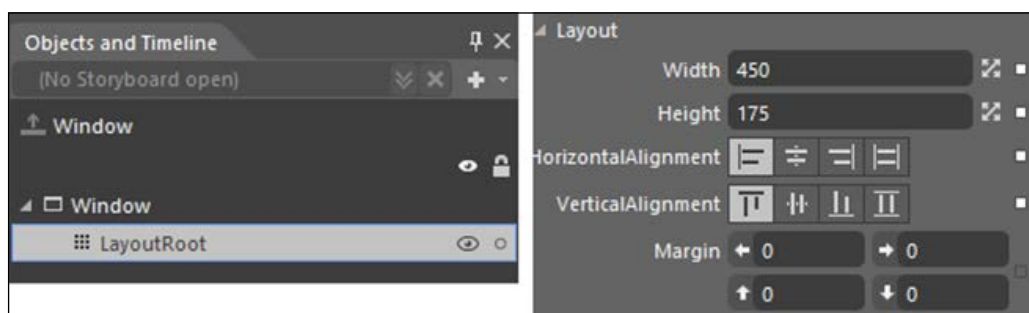 Objects and Timeline
(No Storyboard open)
Window
Window
LayoutRoot
Layout
Width 450
Height 175
HorizontalAlignment
VerticalAlignment
Margin 0 0
0 0